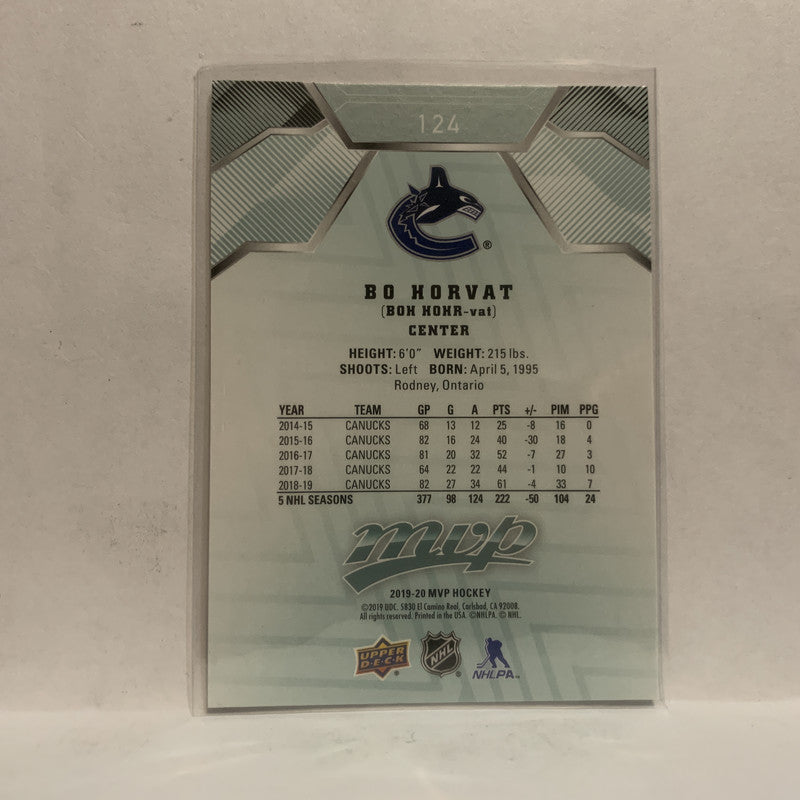 124
®
BO HORVAT
(BOH HOHR-vat)
CENTER
HEIGHT: 6'0" WEIGHT: 215 lbs.
SHOOTS: Left BORN: April 5, 1995
Rodney, Ontario
YEAR TEAM GP G A PTS +/- PIM PPG
2014-15 CANUCKS 68 13 12 25 -8 16 0
2015-16 CANUCKS 82 16 24 40 -30 18 4
2016-17 CANUCKS 81 20 32 52 -7 27 3
2017-18 CANUCKS 64 22 22 44 -1 10 10
2018-19 CANUCKS 82 27 34 61 -4 33 7
5 NHL SEASONS 377 98 124 222 -50 104 24
mvp
2019-20 MVP HOCKEY
©2019 UDC. 5830 El Camino Real, Carlsbad, CA 92008.
All rights reserved. Printed in the USA. ©NHLPA. © NHL.
UPPER DECK NHL NHLPA